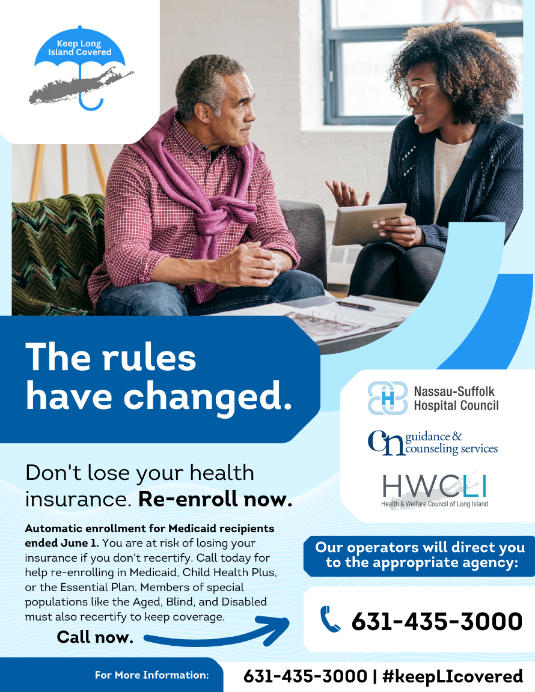 Keep Long
Island Covered
The rules
have changed.
Nassau-Suffolk
Hospital Council
Cn guidance &
counseling services
HWCLI
Health & Welfare Council of Long Island
Don't lose your health
insurance. Re-enroll now.
Automatic enrollment for Medicaid recipients
ended June 1. You are at risk of losing your
insurance if you don't recertify. Call today for
help re-enrolling in Medicaid, Child Health Plus,
or the Essential Plan. Members of special
populations like the Aged, Blind, and Disabled
must also recertify to keep coverage.
Call now.
Our operators will direct you
to the appropriate agency:
631-435-3000
For More Information:
631-435-3000 | #keepLIcovered